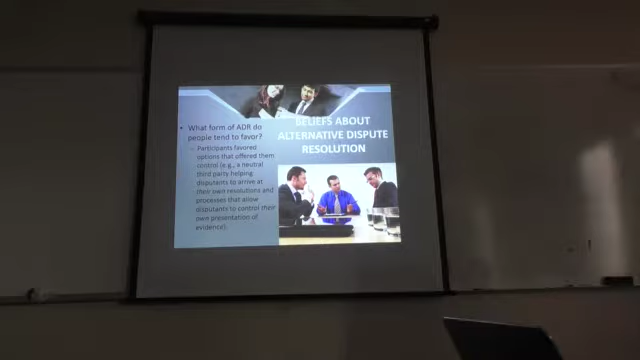 BELIEFS ABOUT
ALTERNATIVE DISPUTE
RESOLUTION
• What form of ADR do
people tend to favor?
– Participants favored
options that offered them
control (e.g., a neutral
third party helping
disputants to arrive at
their own resolutions and
processes that allow
disputants to control their
own presentation of
evidence).